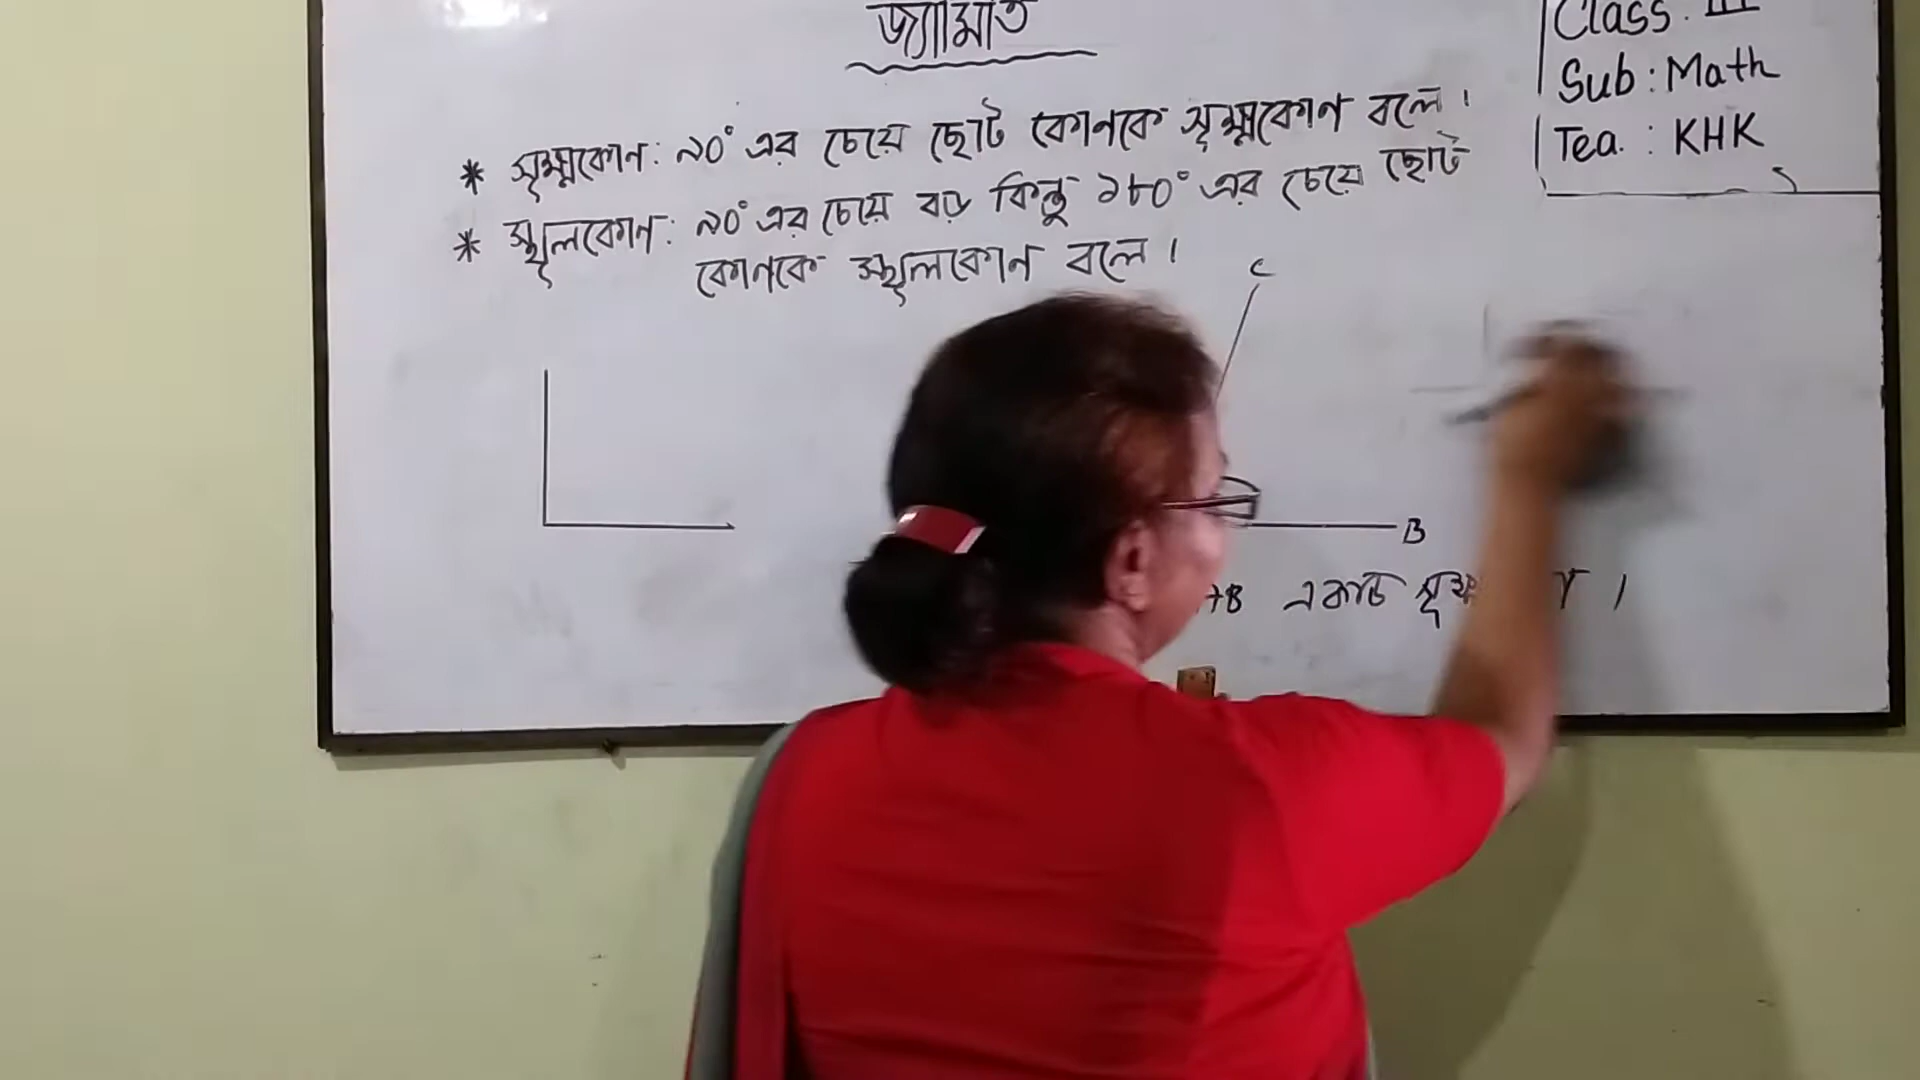 জ্যামিতি
Class : III
Sub : Math
Tea. : KHK
* সূক্ষ্মকোণ : ৯০° এর চেয়ে ছোট কোণকে সূক্ষ্মকোণ বলে।
* স্থূলকোণ : ৯০° এর চেয়ে বড় কিন্তু ১৮০° এর চেয়ে ছোট
কোণকে স্থূলকোণ বলে।
C
B
একটি